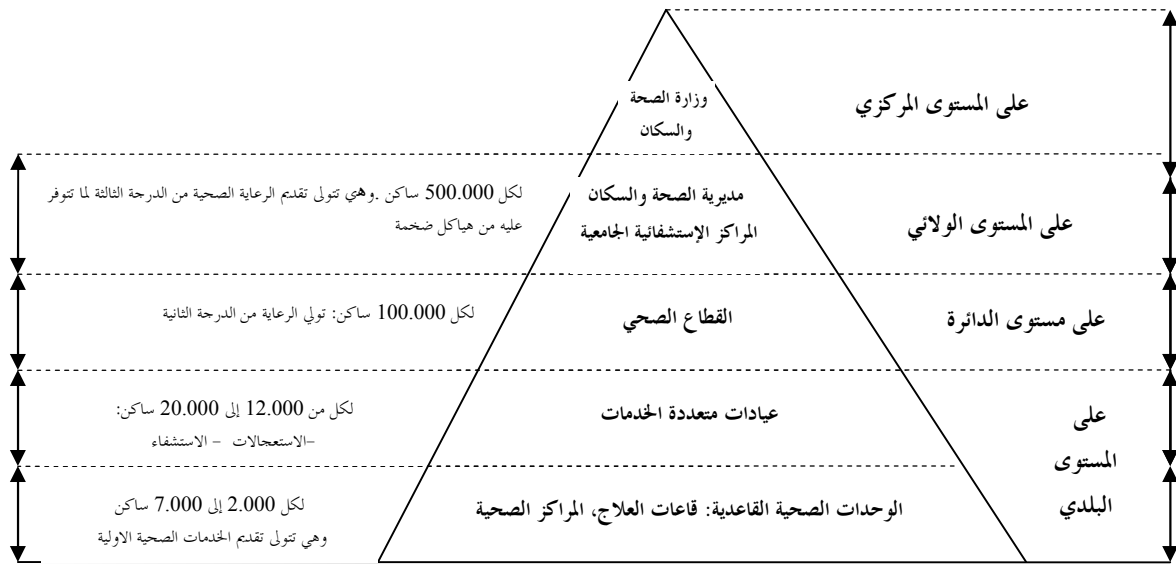 على المستوى المركزي
وزارة الصحة
والسكان
على المستوى الولائي
مديرية الصحة والسكان
المراكز الإستشفائية الجامعية
لكل 500.000 ساكن .وهي تتولى تقديم الرعاية الصحية من الدرجة الثالثة لما تتوفر
عليه من هياكل ضخمة
على مستوى الدائرة
القطاع الصحي
لكل 100.000 ساكن: تولي الرعاية من الدرجة الثانية
على
المستوى
البلدي
عيادات متعددة الخدمات
لكل من 12.000 إلى 20.000 ساكن:
-الاستعجالات - الاستشفاء
الوحدات الصحية القاعدية: قاعات العلاج، المراكز الصحية
لكل 2.000 إلى 7.000 ساكن
وهي تتولى تقديم الخدمات الصحية الاولية